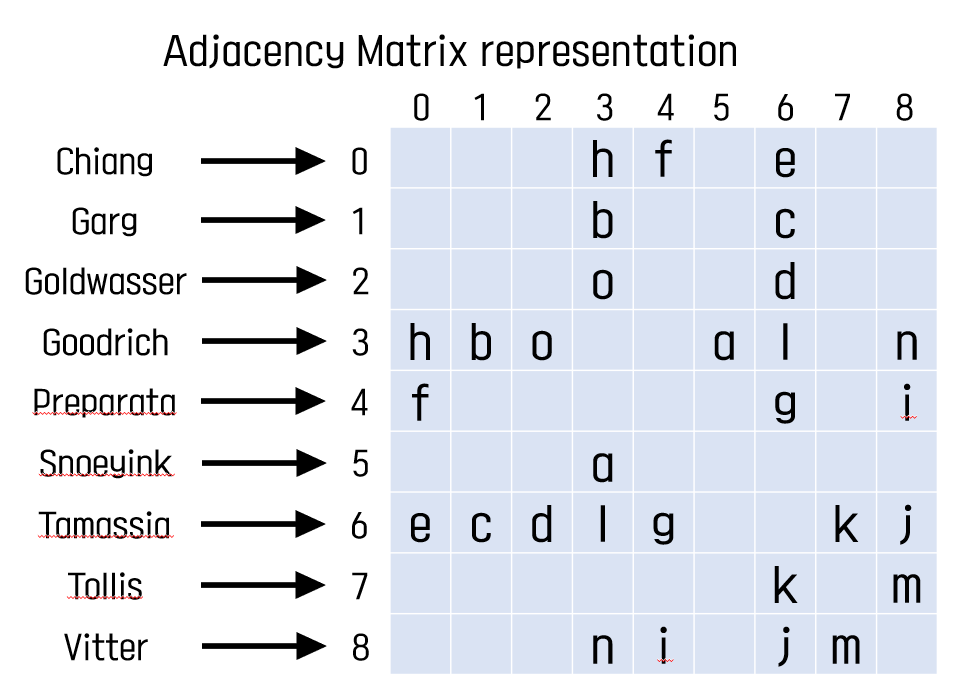 Adjacency Matrix representation
0 1 2 3 4 5 6 7 8
Chiang 0 h f e
Garg 1 b c
Goldwasser 2 o d
Goodrich 3 h b o a l n
Preparata 4 f g i
Snoeyink 5 a
Tamassia 6 e c d l g k j
Tollis 7 k m
Vitter 8 n i j m